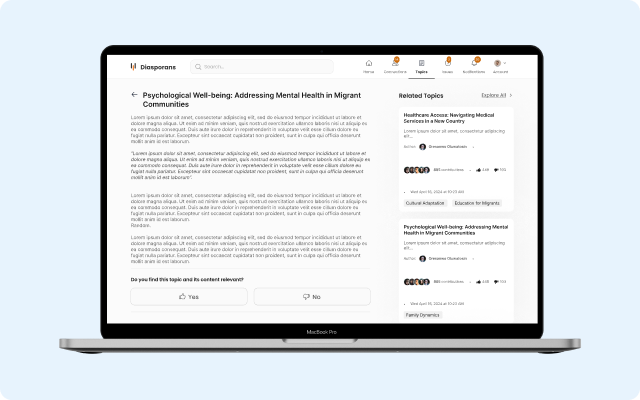 Diasporans
Search...
Home
Connections
Topics
Issues
Notifications
Account
← Psychological Well-being: Addressing Mental Health in Migrant
Communities
Lorem ipsum dolor sit amet, consectetur adipiscing elit, sed do eiusmod tempor incididunt ut labore et
dolore magna aliqua. Ut enim ad minim veniam, quis nostrud exercitation ullamco laboris nisi ut aliquip ex
ea commodo consequat. Duis aute irure dolor in reprehenderit in voluptate velit esse cillum dolore eu
fugiat nulla pariatur. Excepteur sint occaecat cupidatat non proident, sunt in culpa qui officia deserunt
mollit anim id est laborum.
"Lorem ipsum dolor sit amet, consectetur adipiscing elit, sed do eiusmod tempor incididunt ut labore et
dolore magna aliqua. Ut enim ad minim veniam, quis nostrud exercitation ullamco laboris nisi ut aliquip ex
ea commodo consequat. Duis aute irure dolor in reprehenderit in voluptate velit esse cillum dolore eu
fugiat nulla pariatur. Excepteur sint occaecat cupidatat non proident, sunt in culpa qui officia deserunt
mollit anim id est laborum".
Lorem ipsum dolor sit amet, consectetur adipiscing elit, sed do eiusmod tempor incididunt ut labore et
dolore magna aliqua. Ut enim ad minim veniam, quis nostrud exercitation ullamco laboris nisi ut aliquip ex
ea commodo consequat. Duis aute irure dolor in reprehenderit in voluptate velit esse cillum dolore eu
fugiat nulla pariatur. Excepteur sint occaecat cupidatat non proident, sunt in culpa qui officia deserunt
mollit anim id est laborum.
Random.
Lorem ipsum dolor sit amet, consectetur adipiscing elit, sed do eiusmod tempor incididunt ut labore et
dolore magna aliqua. Ut enim ad minim veniam, quis nostrud exercitation ullamco laboris nisi ut aliquip ex
ea commodo consequat. Duis aute irure dolor in reprehenderit in voluptate velit esse cillum dolore eu
fugiat nulla pariatur. Excepteur sint occaecat cupidatat non proident, sunt in culpa qui officia deserunt
mollit anim id est laborum.
Do you find this topic and its content relevant?
Yes
No
Related Topics
Explore All >
Healthcare Access: Navigating Medical
Services in a New Country
Lorem ipsum dolor sit amet, consectetur adipiscing
elit...
Author:
Wed April 10, 2024 at 10:23 AM
Cultural Adaptation
Education for Migrants
Psychological Well-being: Addressing Mental
Health in Migrant Communities
Lorem ipsum dolor sit amet, consectetur adipiscing
elit...
Author:
Wed April 10, 2024 at 10:23 AM
Family Dynamics
MacBook Pro